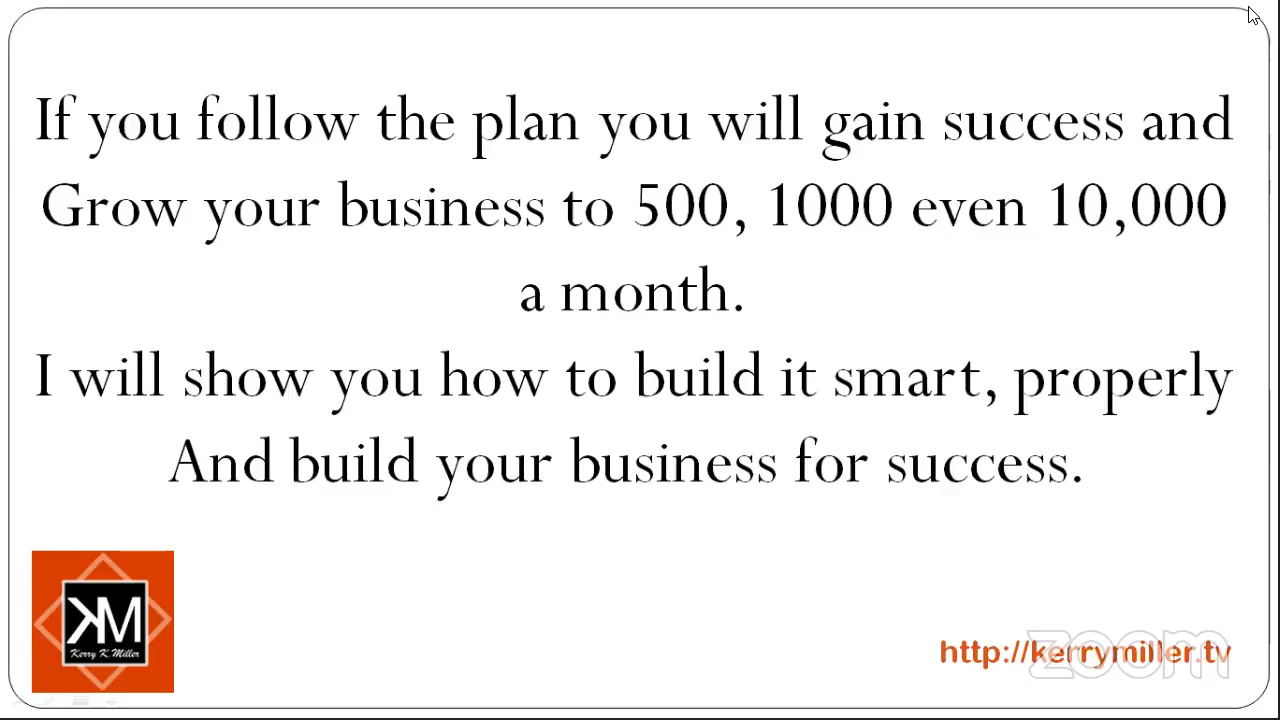 If you follow the plan you will gain success and
Grow your business to 500, 1000 even 10,000
a month.
I will show you how to build it smart, properly
And build your business for success.
KM
Kerry K. Miller
http://kerrymiller.tv
zoom